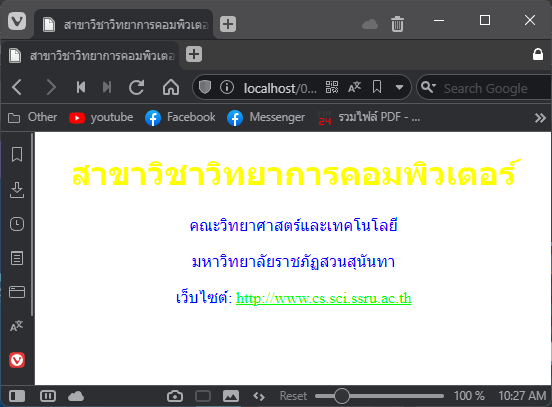 สาขาวิชาวิทยาการคอมพิวเตอ
สาขาวิชาวิทยาการคอมพิวเตอ
localhost/0...
Search Google
Other youtube Facebook Messenger 24 รวมไฟล์ PDF - ...
สาขาวิชาวิทยาการคอมพิวเตอร์
คณะวิทยาศาสตร์และเทคโนโลยี
มหาวิทยาลัยราชภัฏสวนสุนันทา
เว็บไซต์: http://www.cs.sci.ssru.ac.th
Reset 100 % 10:27 AM